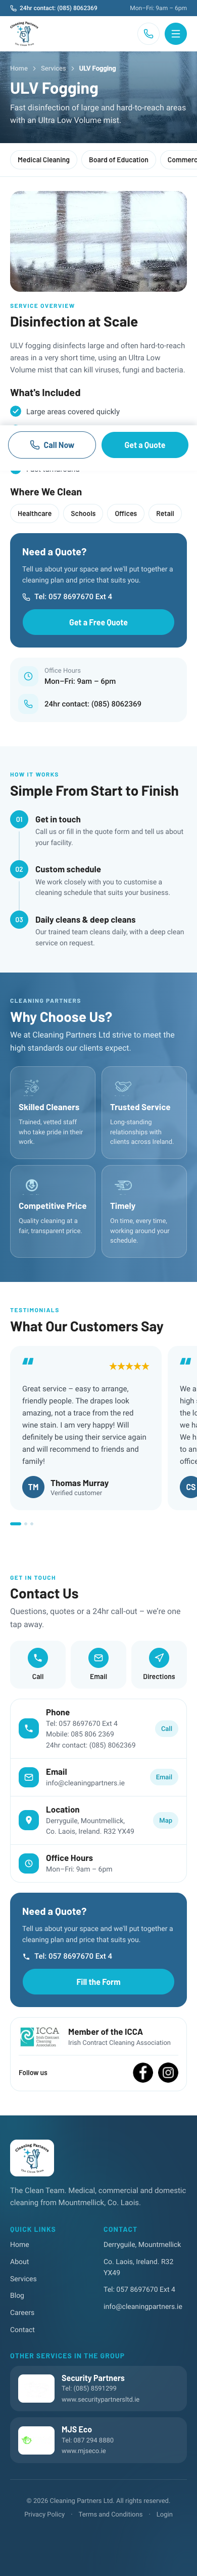 24hr contact: (085) 8062369
Mon–Fri: 9am – 6pm
Cleaning Partners
The Clean Team
Home > Services > ULV Fogging
ULV Fogging
Fast disinfection of large and hard-to-reach areas
with an Ultra Low Volume mist.
Medical Cleaning
Board of Education
Commerc
SERVICE OVERVIEW
Disinfection at Scale
ULV fogging disinfects large and often hard-to-reach
areas in a very short time, using an Ultra Low
Volume mist that can kill viruses, fungi and bacteria.
What's Included
Large areas covered quickly
Call Now
Get a Quote
Where We Clean
Healthcare
Schools
Offices
Retail
Need a Quote?
Tell us about your space and we'll put together a
cleaning plan and price that suits you.
Tel: 057 8697670 Ext 4
Get a Free Quote
Office Hours
Mon–Fri: 9am – 6pm
24hr contact: (085) 8062369
HOW IT WORKS
Simple From Start to Finish
01
Get in touch
Call us or fill in the quote form and tell us about
your facility.
02
Custom schedule
We work closely with you to customise a
cleaning schedule that suits your business.
03
Daily cleans & deep cleans
Our trained team cleans daily, with a deep clean
service on request.
CLEANING PARTNERS
Why Choose Us?
We at Cleaning Partners Ltd strive to meet the
high standards our clients expect.
Skilled Cleaners
Trained, vetted staff
who take pride in their
work.
Trusted Service
Long-standing
relationships with
clients across Ireland.
Competitive Price
Quality cleaning at a
fair, transparent price.
Timely
On time, every time,
working around your
schedule.
TESTIMONIALS
What Our Customers Say
Great service – easy to arrange,
friendly people. The drapes look
amazing, not a trace from the red
wine stain. I am very happy! Will
definitely be using their service again
and will recommend to friends and
family!
TM
Thomas Murray
Verified customer
We a
high
the l
we h
We h
to an
office
CS
GET IN TOUCH
Contact Us
Questions, quotes or a 24hr call-out – we're one
tap away.
Call
Email
Directions
Phone
Tel: 057 8697670 Ext 4
Mobile: 085 806 2369
24hr contact: (085) 8062369
Call
Email
info@cleaningpartners.ie
Email
Location
Derryguile, Mountmellick,
Co. Laois, Ireland. R32 YX49
Map
Office Hours
Mon–Fri: 9am – 6pm
Need a Quote?
Tell us about your space and we'll put together a
cleaning plan and price that suits you.
Tel: 057 8697670 Ext 4
Fill the Form
ICCA
Member of the ICCA
Irish Contract Cleaning Association
Follow us
Cleaning Partners
The Clean Team
The Clean Team. Medical, commercial and domestic
cleaning from Mountmellick, Co. Laois.
QUICK LINKS
Home
About
Services
Blog
Careers
Contact
CONTACT
Derryguile, Mountmellick
Co. Laois, Ireland. R32
YX49
Tel: 057 8697670 Ext 4
info@cleaningpartners.ie
OTHER SERVICES IN THE GROUP
Security Partners
Tel: (085) 8591299
www.securitypartnersltd.ie
MJS Eco
Tel: 087 294 8880
www.mjseco.ie
© 2026 Cleaning Partners Ltd. All rights reserved.
Privacy Policy · Terms and Conditions · Login